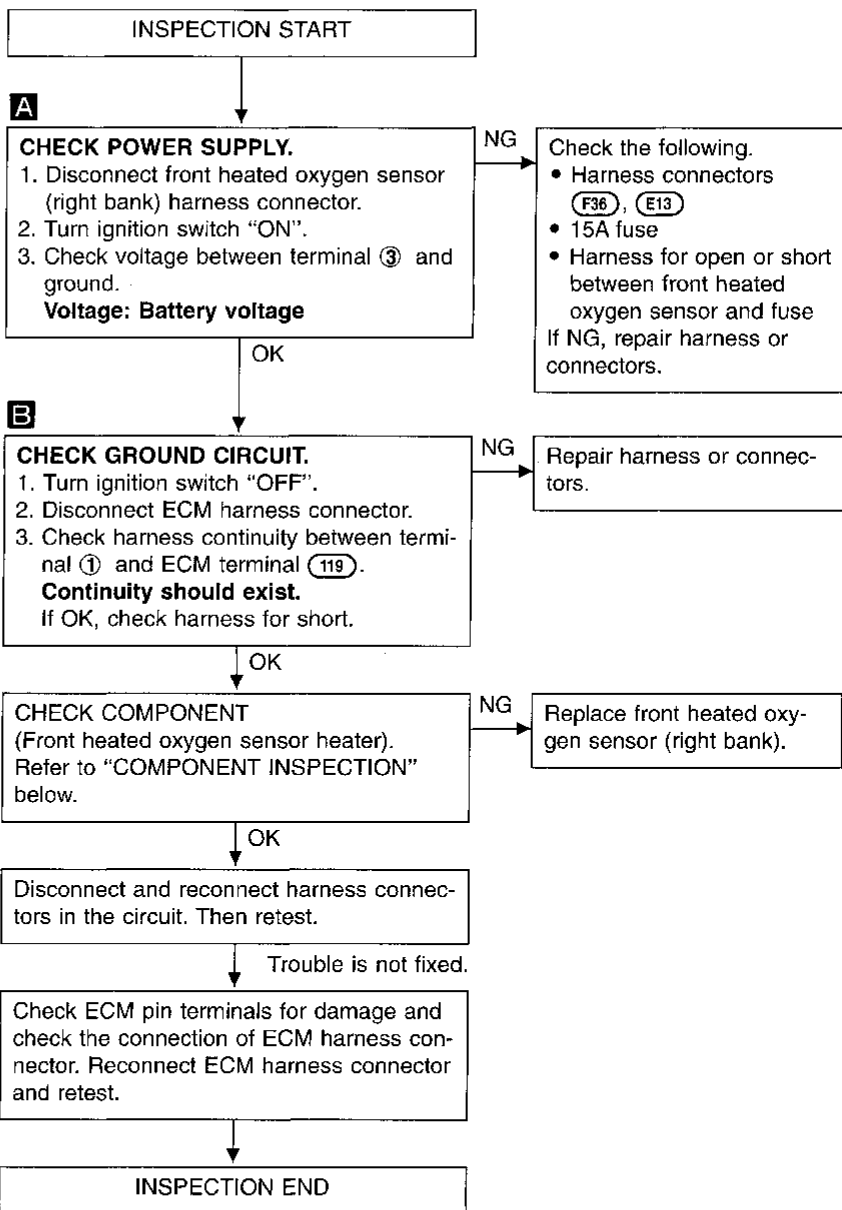 INSPECTION START
A
CHECK POWER SUPPLY.
1. Disconnect front heated oxygen sensor
(right bank) harness connector.
2. Turn ignition switch “ON”.
3. Check voltage between terminal ③ and
ground.
Voltage: Battery voltage
NG
Check the following.
• Harness connectors
F36, E13
• 15A fuse
• Harness for open or short
between front heated
oxygen sensor and fuse
If NG, repair harness or
connectors.
OK
B
CHECK GROUND CIRCUIT.
1. Turn ignition switch “OFF”.
2. Disconnect ECM harness connector.
3. Check harness continuity between termi-
nal ① and ECM terminal 119.
Continuity should exist.
If OK, check harness for short.
NG
Repair harness or connec-
tors.
OK
CHECK COMPONENT
(Front heated oxygen sensor heater).
Refer to “COMPONENT INSPECTION”
below.
NG
Replace front heated oxy-
gen sensor (right bank).
OK
Disconnect and reconnect harness connec-
tors in the circuit. Then retest.
Trouble is not fixed.
Check ECM pin terminals for damage and
check the connection of ECM harness con-
nector. Reconnect ECM harness connector
and retest.
INSPECTION END